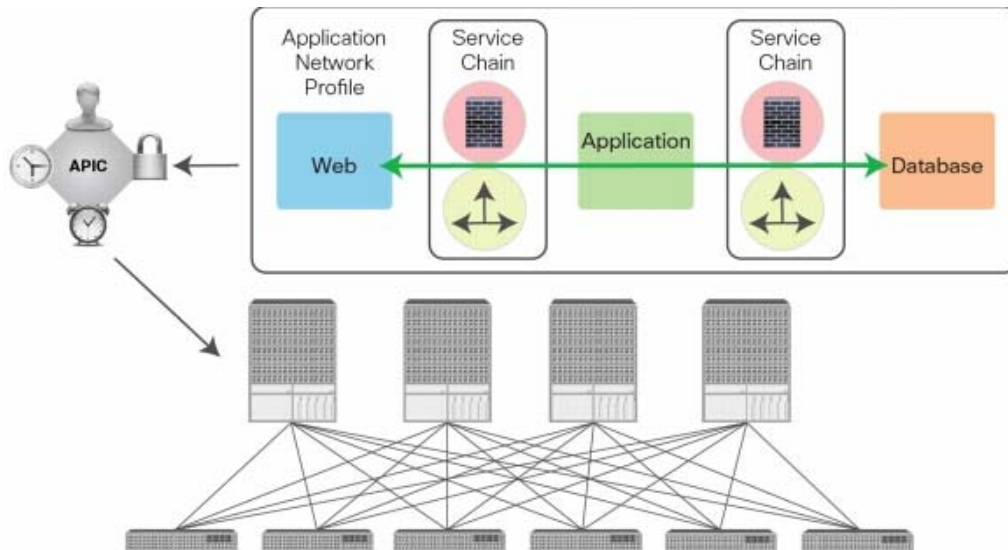 Application
Network
Profile
Service
Chain
Service
Chain
APIC
Web
Application
Database